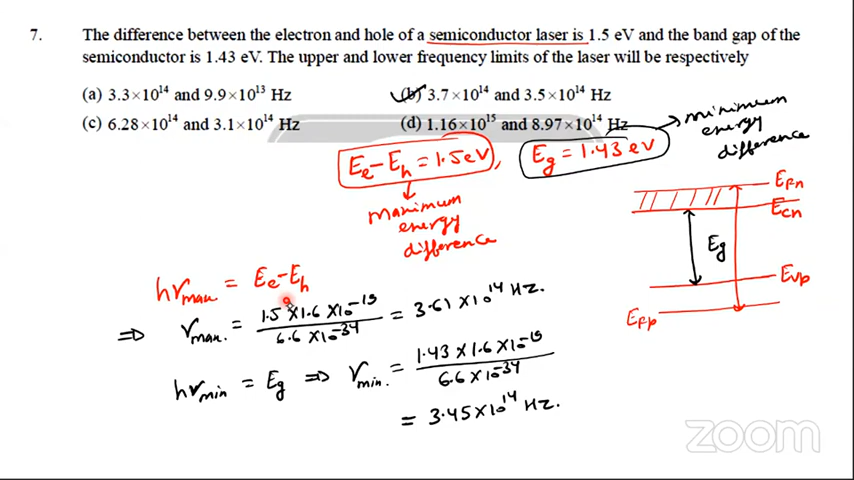 7. The difference between the electron and hole of a semiconductor laser is 1.5 eV and the band gap of the
semiconductor is 1.43 eV. The upper and lower frequency limits of the laser will be respectively
(a) 3.3×10¹⁴ and 9.9×10¹³ Hz
(b) 3.7×10¹⁴ and 3.5×10¹⁴ Hz
(c) 6.28×10¹⁴ and 3.1×10¹⁴ Hz
(d) 1.16×10¹⁵ and 8.97×10¹⁴ Hz
minimum
energy
difference
Ee − Eh = 1.5eV,
Eg = 1.43 eV
maximum
energy
difference
EFn
Ecn
Eg
Evp
EFp
hνmax = Ee − Eh
⇒ νmax. = 1.5 × 1.6 × 10⁻¹⁹ / 6.6 × 10⁻³⁴ = 3.61 × 10¹⁴ Hz.
hνmin = Eg ⇒ νmin. = 1.43 × 1.6 × 10⁻¹⁹ / 6.6 × 10⁻³⁴
= 3.45 × 10¹⁴ Hz.
zoom